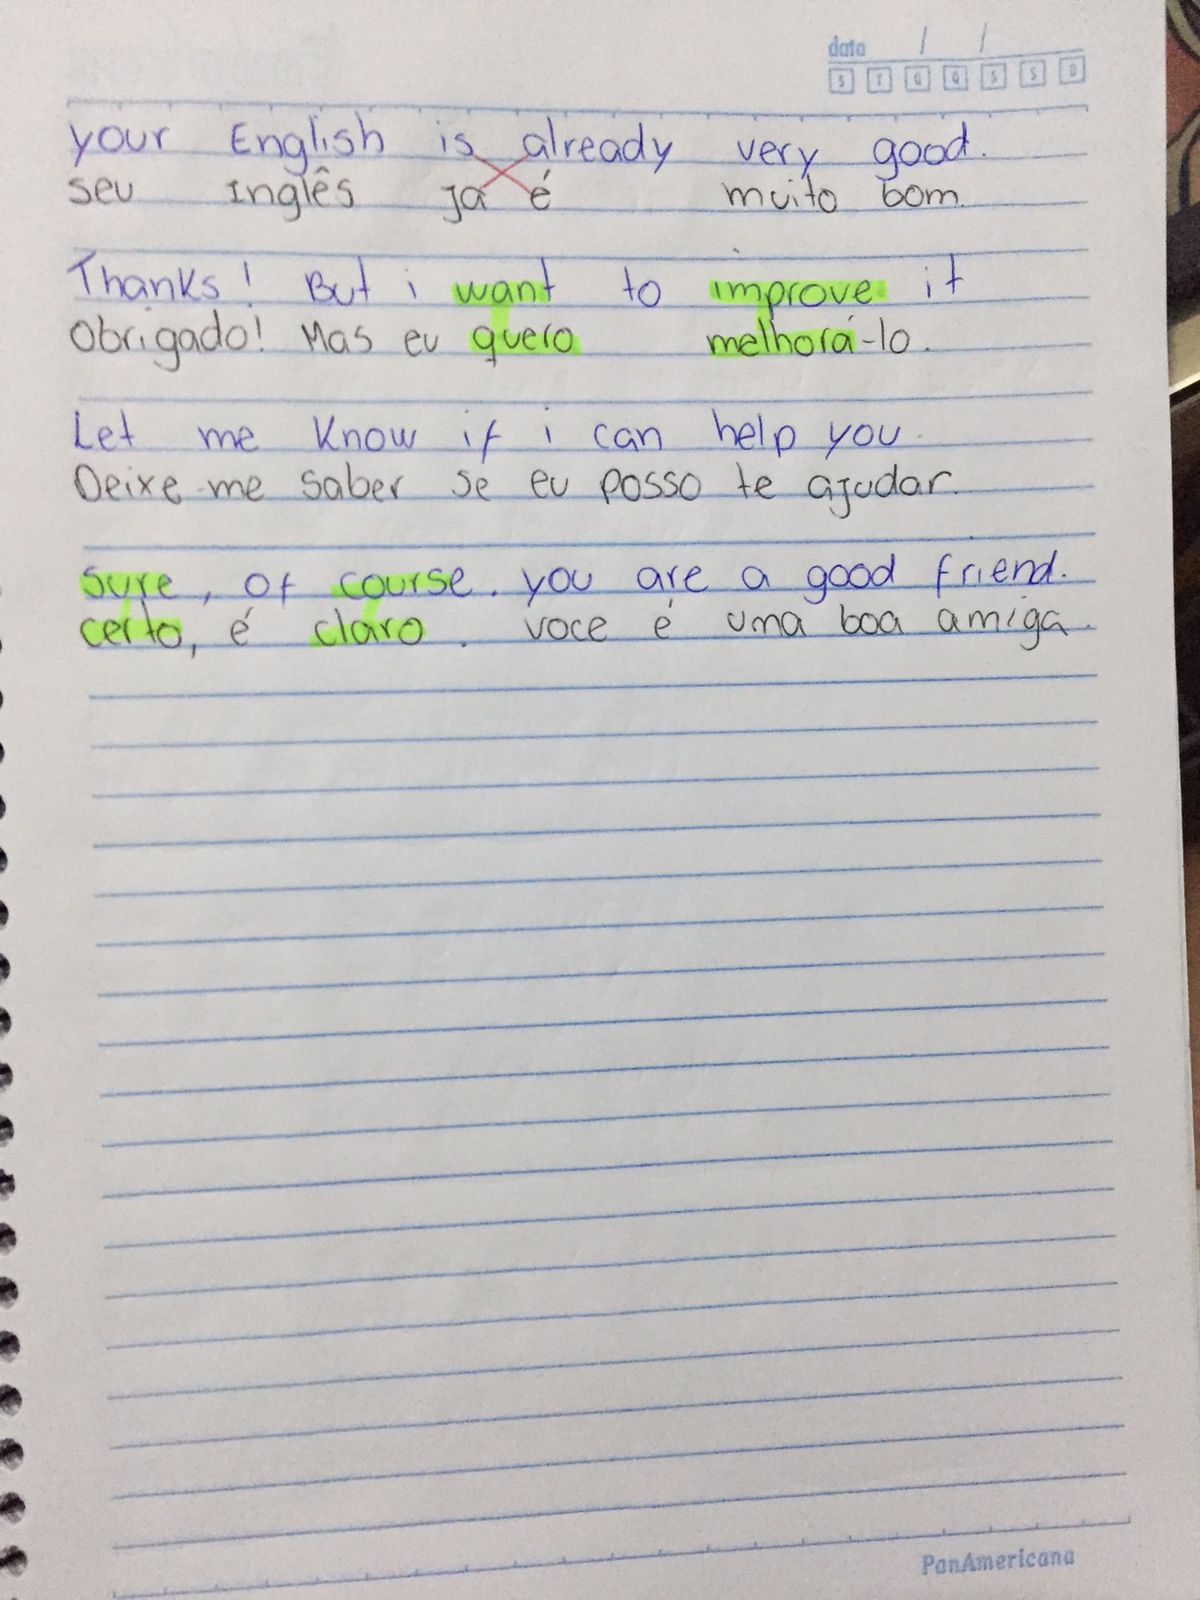 data / /
S T Q Q S S D
your English is already very good.
seu Inglês já é muito bom.
Thanks! But i want to improve it
Obrigado! Mas eu quero melhorá-lo.
Let me Know if i can help you.
Deixe-me saber se eu posso te ajudar.
Sure, of course. you are a good friend.
certo, é claro. voce é uma boa amiga.
PanAmericana